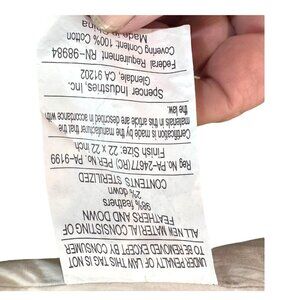 UNDER PENALTY OF LAW THIS TAG IS NOT
TO BE REMOVED EXCEPT BY CONSUMER
ALL NEW MATERIAL CONSISTING OF
FEATHERS AND DOWN
98% feathers
2% down
CONTENTS STERILIZED
Reg No. PA-24677(RC) PER No. PA-9199
Finish Size: 22 x 22 inch
Certification is made by the manufacturer that the
materials in this article are described in accordance with
the law.
Spencer Industries, Inc.
Glendale, CA 91202
Federal Requirement RN-98984
Covering Content: 100% Cotton
Made in China